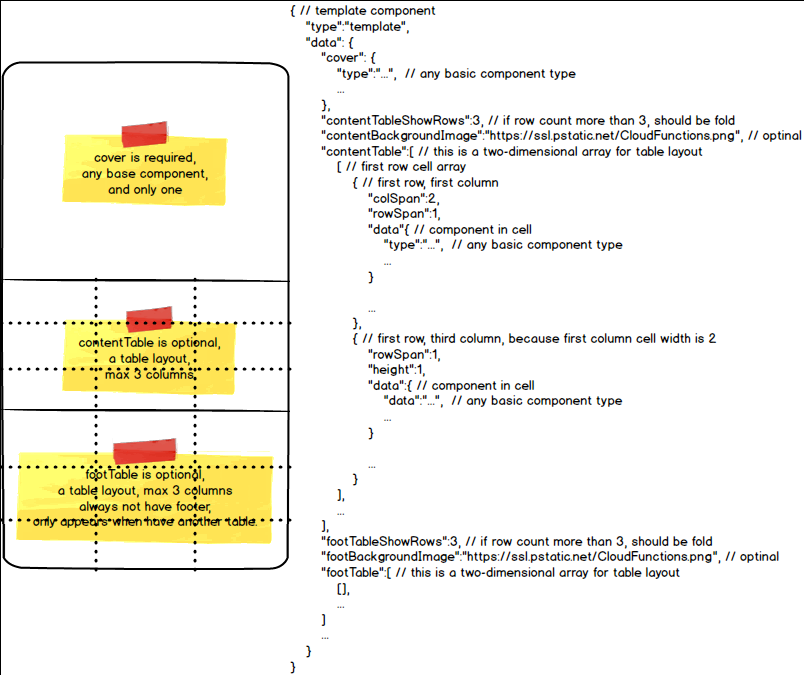 cover is required,
any base component,
and only one
contentTable is optional,
a table layout,
max 3 columns.
footTable is optional,
a table layout, max 3 columns
always not have footer,
only appears when have another table.
{ // template component
"type":"template",
"data": {
"cover": {
"type":"...", // any basic component type
...
},
"contentTableShowRows":3, // if row count more than 3, should be fold
"contentBackgroundImage":"https://ssl.pstatic.net/CloudFunctions.png", // optinal
"contentTable":[ // this is a two-dimensional array for table layout
[ // first row cell array
{ // first row, first column
"colSpan":2,
"rowSpan":1,
"data"{ // component in cell
"type":"...", // any basic component type
...
}
...
},
{ // first row, third column, because first column cell width is 2
"rowSpan":1,
"height":1,
"data":{ // component in cell
"data":"...", // any basic component type
...
}
...
}
],
...
],
"footTableShowRows":3, // if row count more than 3, should be fold
"footBackgroundImage":"https://ssl.pstatic.net/CloudFunctions.png", // optinal
"footTable":[ // this is a two-dimensional array for table layout
[],
...
]
...
}
}